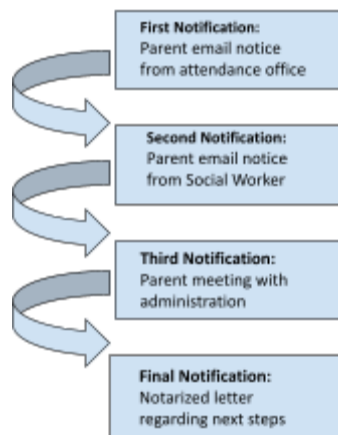 First Notification:
Parent email notice
from attendance office
Second Notification:
Parent email notice
from Social Worker
Third Notification:
Parent meeting with
administration
Final Notification:
Notarized letter
regarding next steps